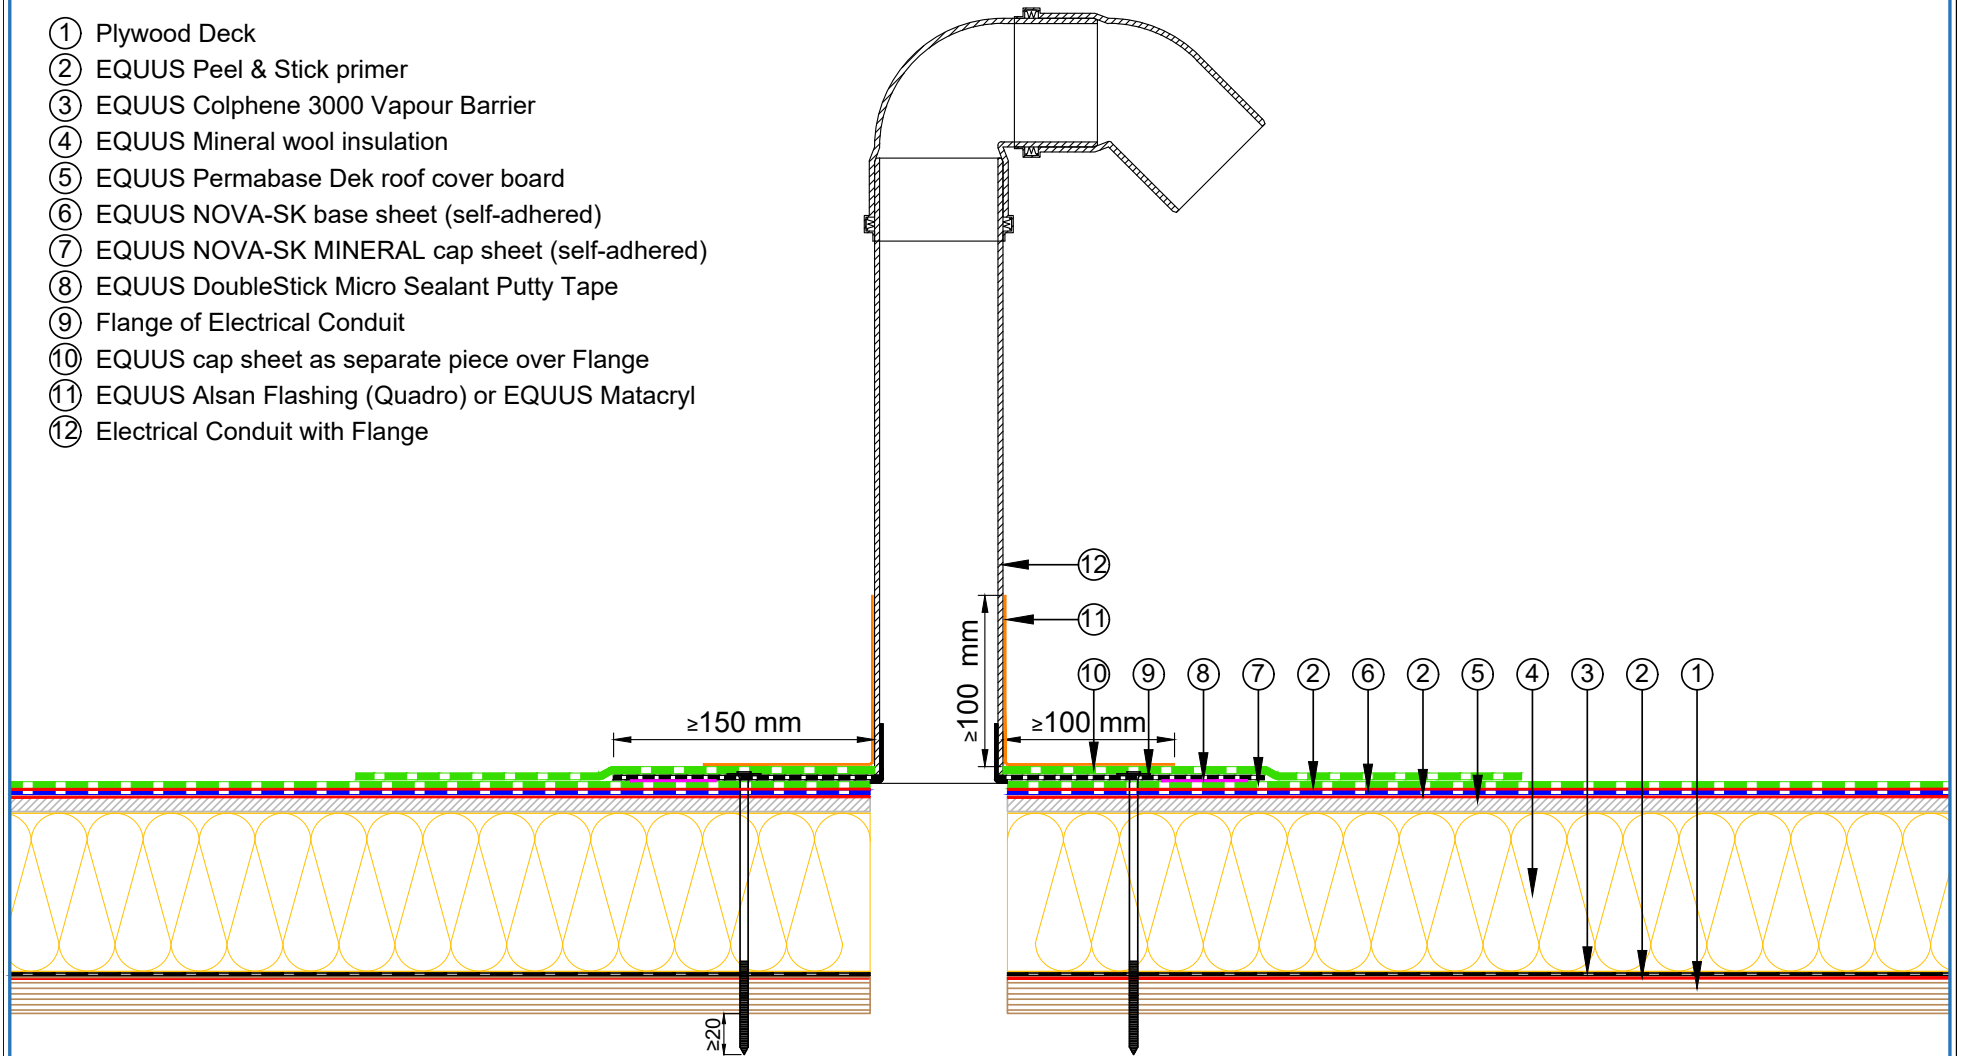 1 Plywood Deck
2 EQUUS Peel & Stick primer
3 EQUUS Colphene 3000 Vapour Barrier
4 EQUUS Mineral wool insulation
5 EQUUS Permabase Dek roof cover board
6 EQUUS NOVA-SK base sheet (self-adhered)
7 EQUUS NOVA-SK MINERAL cap sheet (self-adhered)
8 EQUUS DoubleStick Micro Sealant Putty Tape
9 Flange of Electrical Conduit
10 EQUUS cap sheet as separate piece over Flange
11 EQUUS Alsan Flashing (Quadro) or EQUUS Matacryl
12 Electrical Conduit with Flange
12
11
≥100 mm
10 9 8 7 2 6 2 5 4 3 2 1
≥150 mm
≥100 mm
≥20